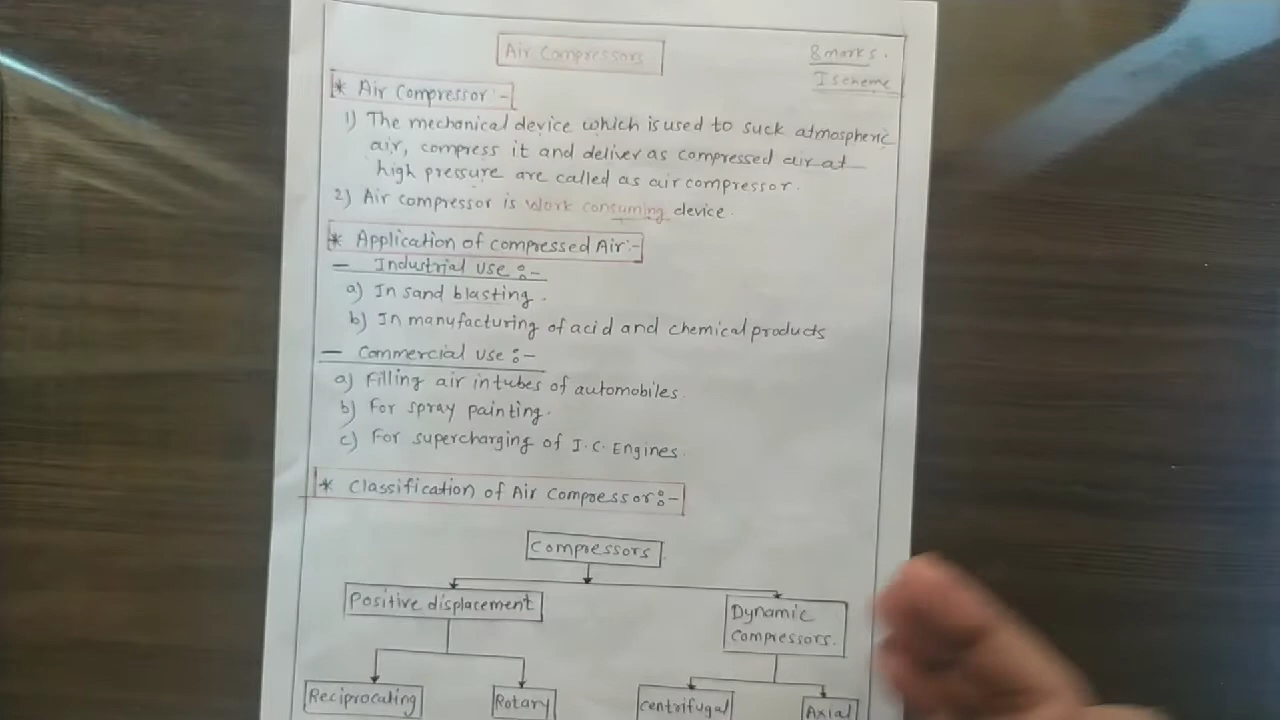 Air Compressors
8 marks.
I scheme
* Air Compressor :-
1) The mechanical device which is used to suck atmospheric
air, compress it and deliver as compressed air at
high pressure are called as air compressor.
2) Air compressor is work consuming device.
* Application of compressed Air:-
- Industrial use :-
a) In sand blasting.
b) In manufacturing of acid and chemical products
- Commercial use :-
a) Filling air in tubes of automobiles.
b) For spray painting.
c) For supercharging of I.C. Engines.
* Classification of Air Compressor:-
Compressors
Positive displacement
Dynamic
Compressors.
Reciprocating
Rotary
Centrifugal
Axial